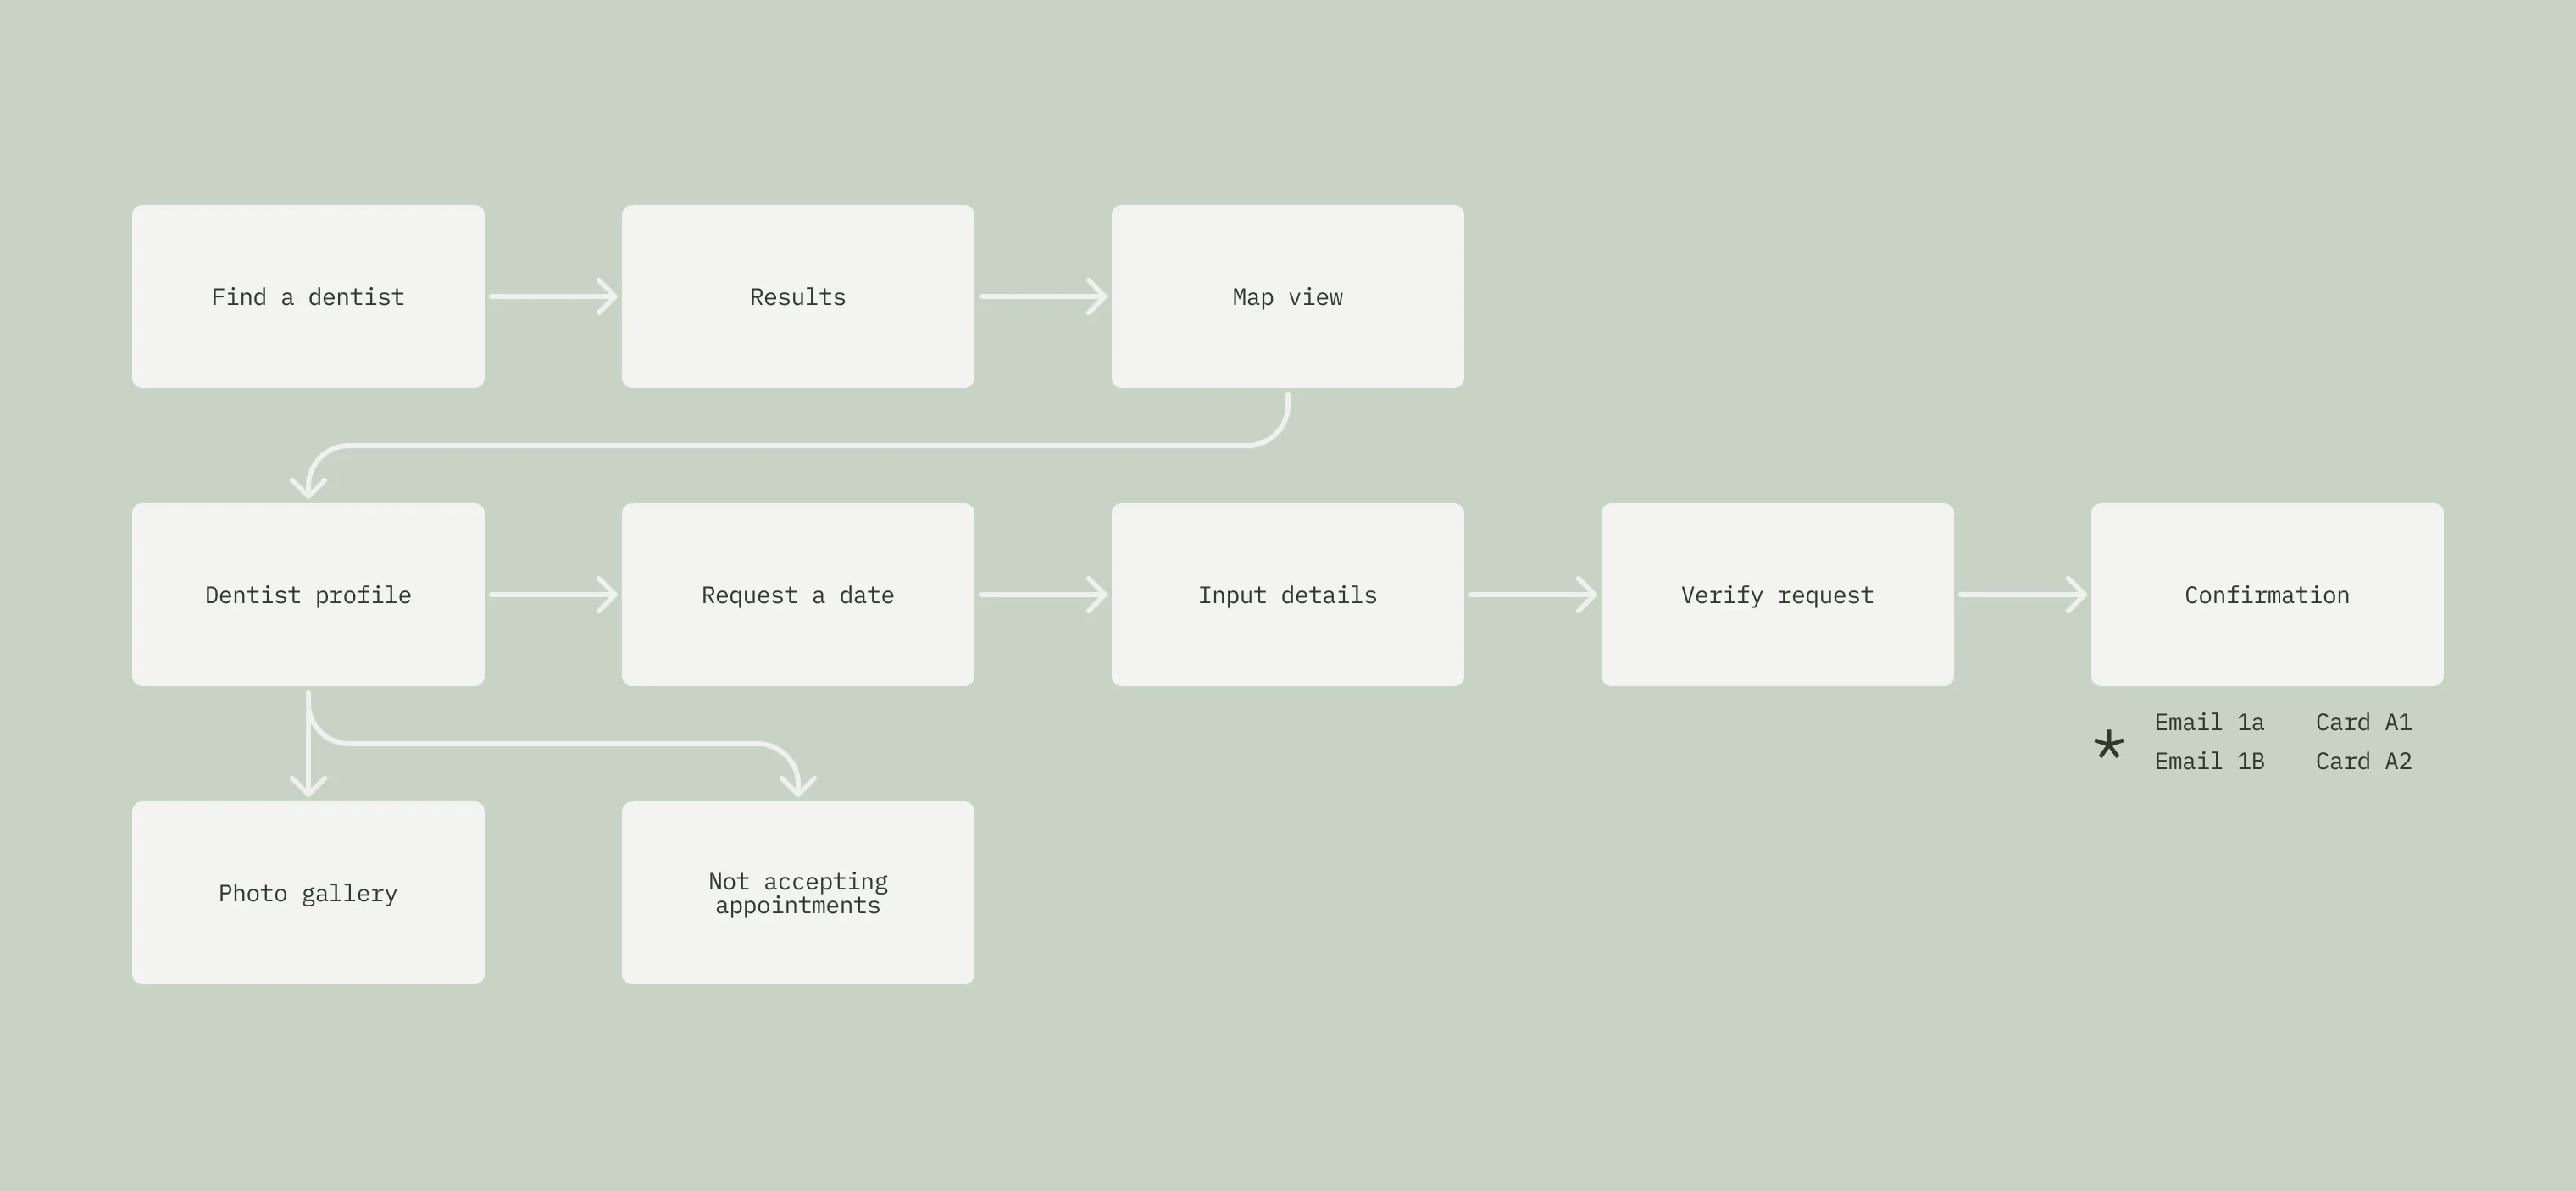 Find a dentist
Results
Map view
Dentist profile
Request a date
Input details
Verify request
Confirmation
* Email 1a Card A1
Email 1B Card A2
Photo gallery
Not accepting
appointments